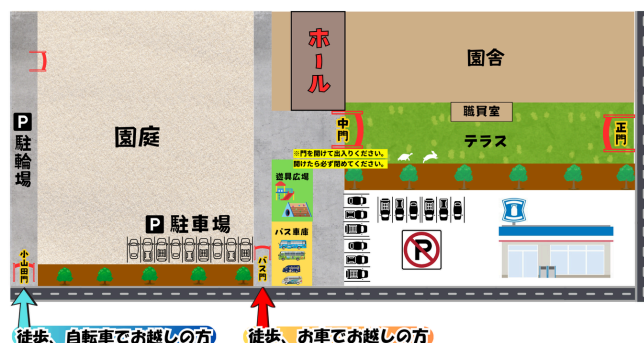 ホール
園舎
職員室
中門
テラス
正門
P
駐輪場
園庭
※門を開けて出入りください。
開けたら必ず閉めてください。
遊具広場
P 駐車場
バス車庫
P
小山田門
バス門
徒歩、自転車でお越しの方
徒歩、お車でお越しの方